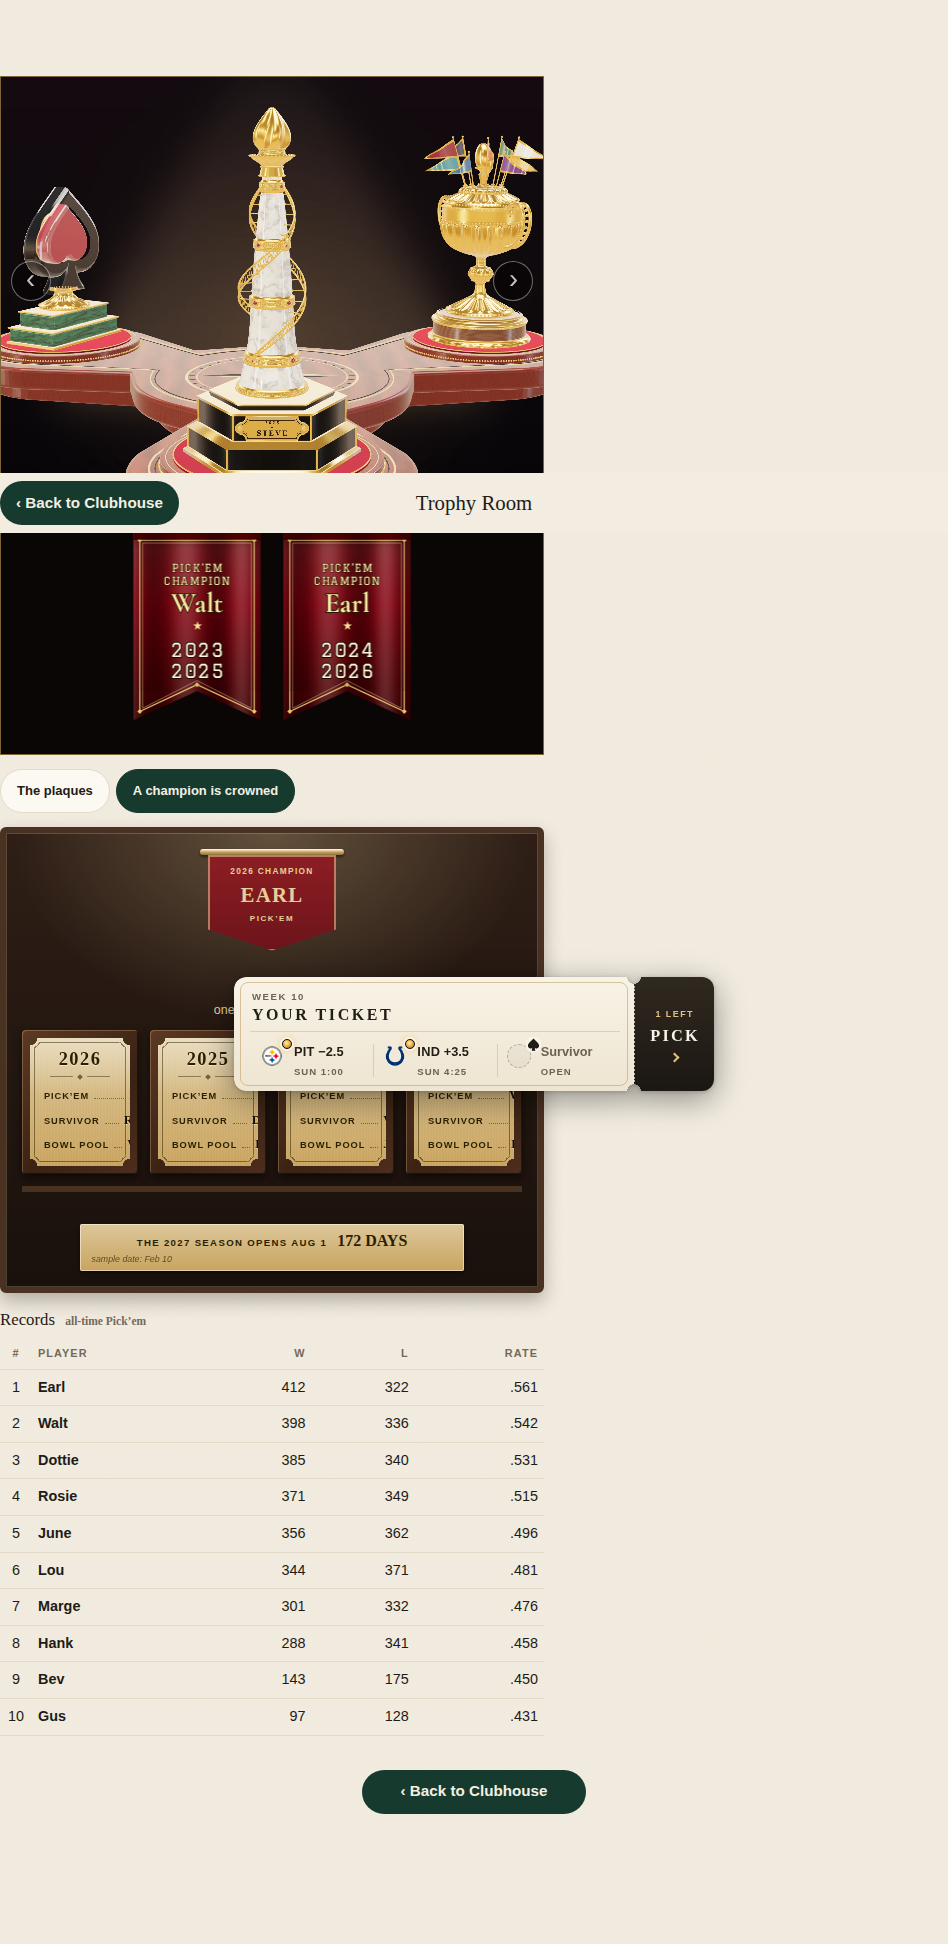 STEVE
‹ Back to Clubhouse
Trophy Room
PICK'EM
CHAMPION
Walt
2023
2025
PICK'EM
CHAMPION
Earl
2024
2026
The plaques
A champion is crowned
2026 CHAMPION
EARL
PICK'EM
one
WEEK 10
YOUR TICKET
PIT −2.5
SUN 1:00
IND +3.5
SUN 4:25
Survivor
OPEN
1 LEFT
PICK
2026
PICK'EM
SURVIVOR
BOWL POOL
2025
PICK'EM
SURVIVOR
BOWL POOL
PICK'EM
SURVIVOR
BOWL POOL
PICK'EM
SURVIVOR
BOWL POOL
THE 2027 SEASON OPENS AUG 1 172 DAYS
sample date: Feb 10
Records all-time Pick'em
# PLAYER W L RATE
1 Earl 412 322 .561
2 Walt 398 336 .542
3 Dottie 385 340 .531
4 Rosie 371 349 .515
5 June 356 362 .496
6 Lou 344 371 .481
7 Marge 301 332 .476
8 Hank 288 341 .458
9 Bev 143 175 .450
10 Gus 97 128 .431
‹ Back to Clubhouse